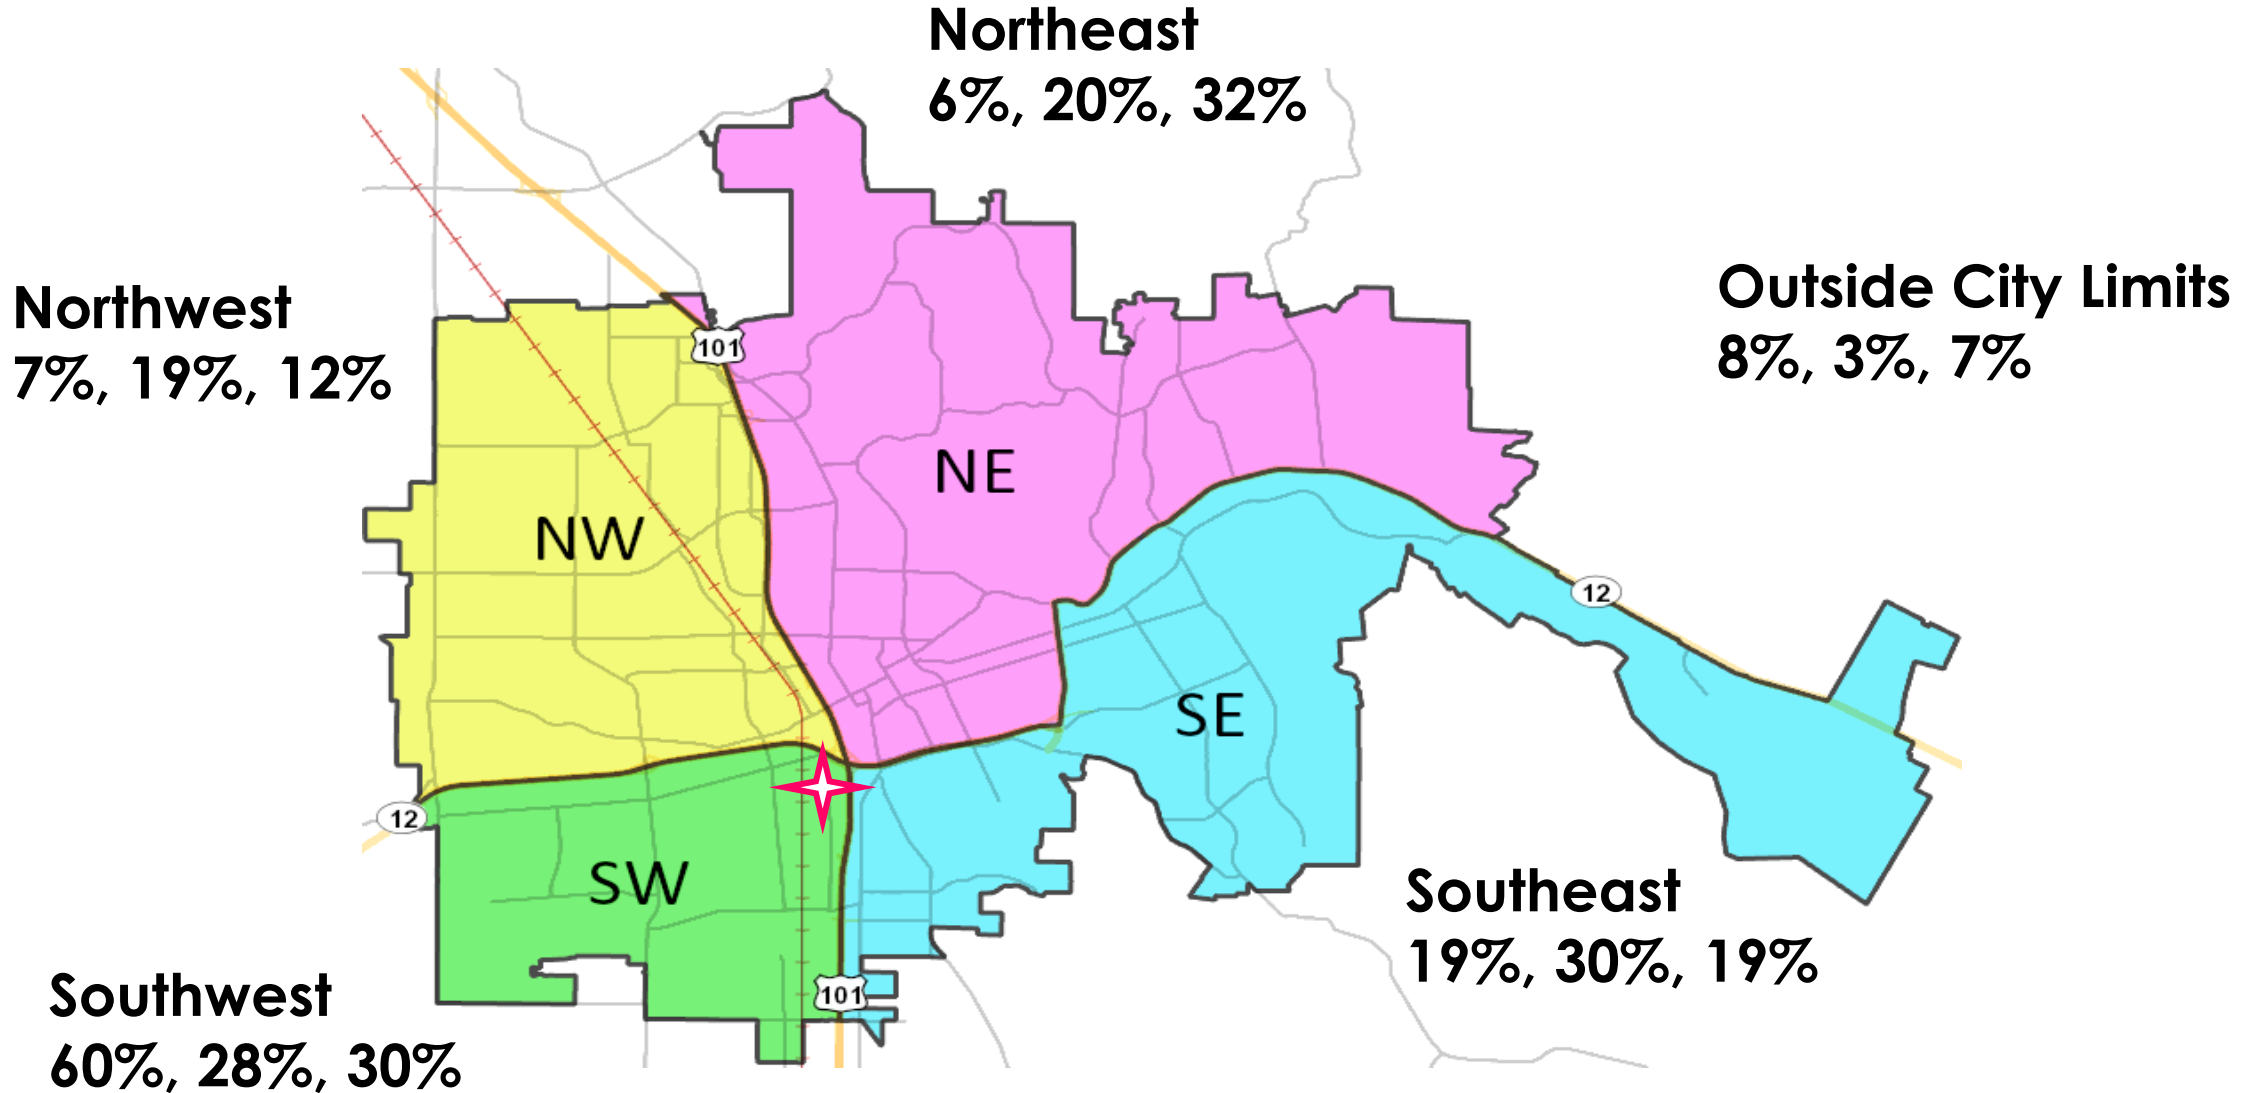 Northeast
6%, 20%, 32%
Outside City Limits
8%, 3%, 7%
Northwest
7%, 19%, 12%
101
NE
NW
12
SE
12
SW
Southeast
19%, 30%, 19%
Southwest
60%, 28%, 30%
101